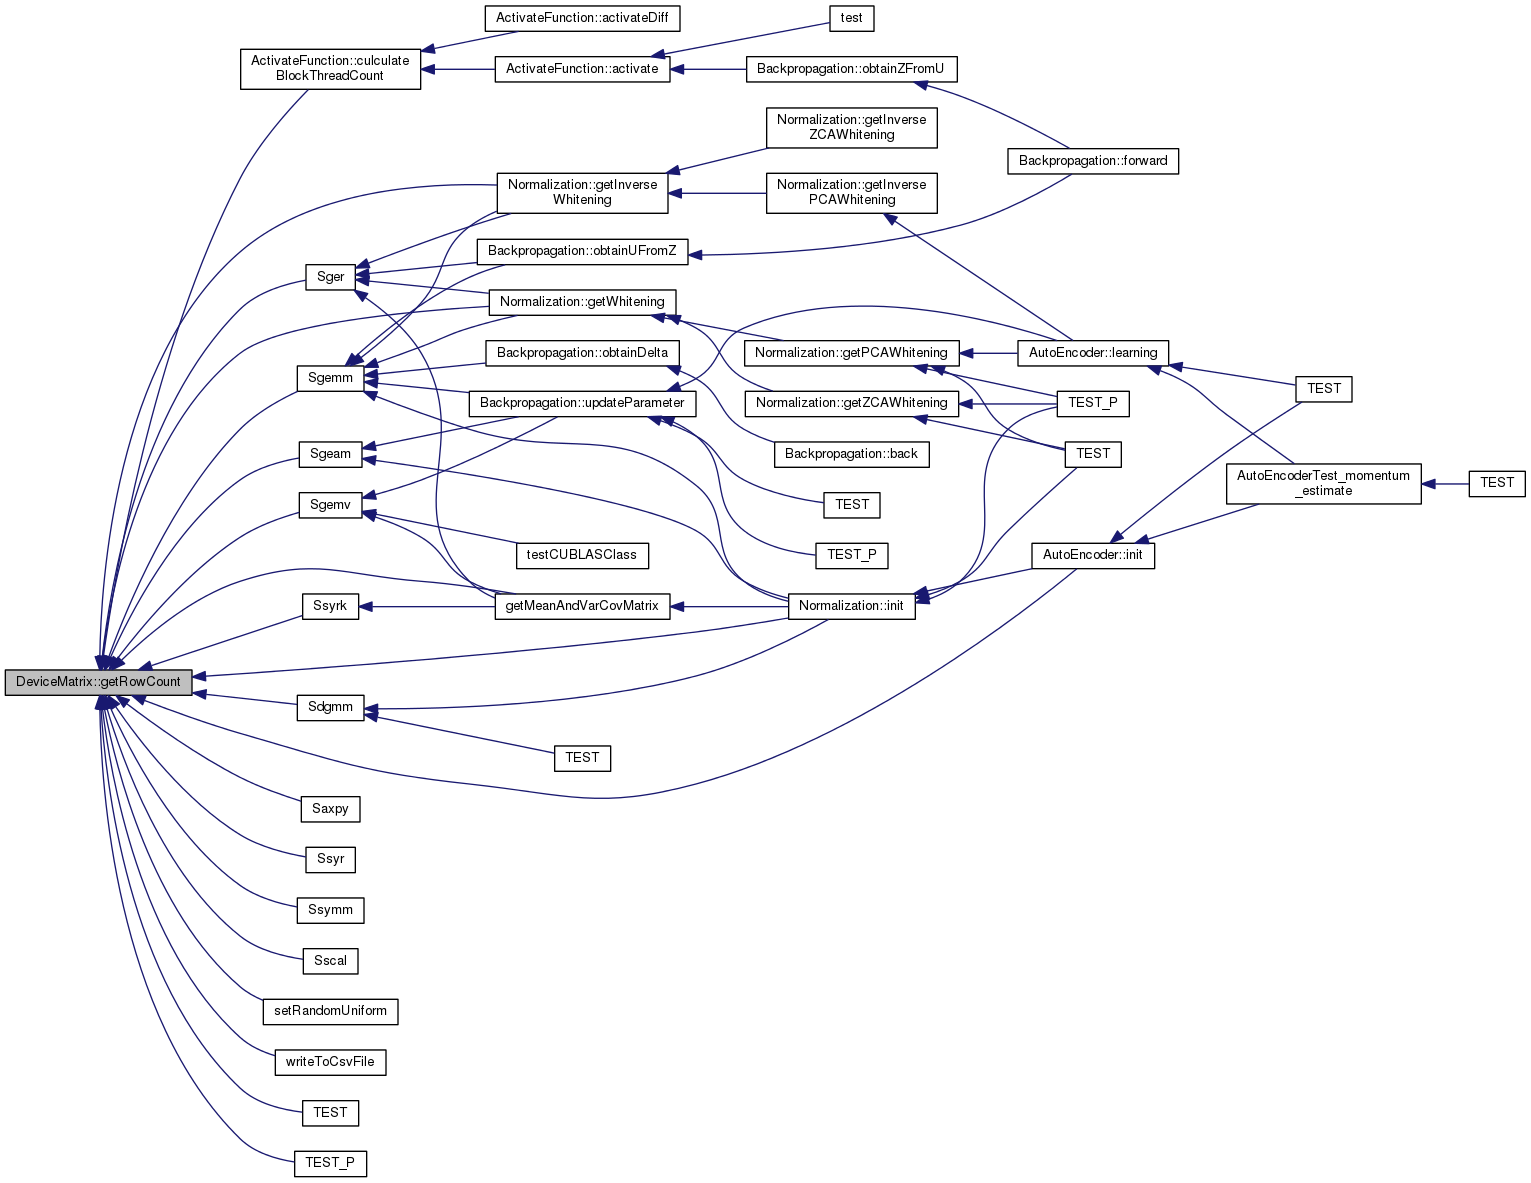 ActivateFunction::activateDiff
test
ActivateFunction::culculate
BlockThreadCount
ActivateFunction::activate
Backpropagation::obtainZFromU
Normalization::getInverse
ZCAWhitening
Backpropagation::forward
Normalization::getInverse
Whitening
Normalization::getInverse
PCAWhitening
Backpropagation::obtainUFromZ
Sger
Normalization::getWhitening
Backpropagation::obtainDelta
Normalization::getPCAWhitening
AutoEncoder::learning
Sgemm
TEST
Backpropagation::updateParameter
Normalization::getZCAWhitening
TEST_P
Sgeam
Backpropagation::back
TEST
AutoEncoderTest_momentum
_estimate
TEST
Sgemv
TEST
testCUBLASClass
TEST_P
AutoEncoder::init
Ssyrk
getMeanAndVarCovMatrix
Normalization::init
DeviceMatrix::getRowCount
Sdgmm
TEST
Saxpy
Ssyr
Ssymm
Sscal
setRandomUniform
writeToCsvFile
TEST
TEST_P